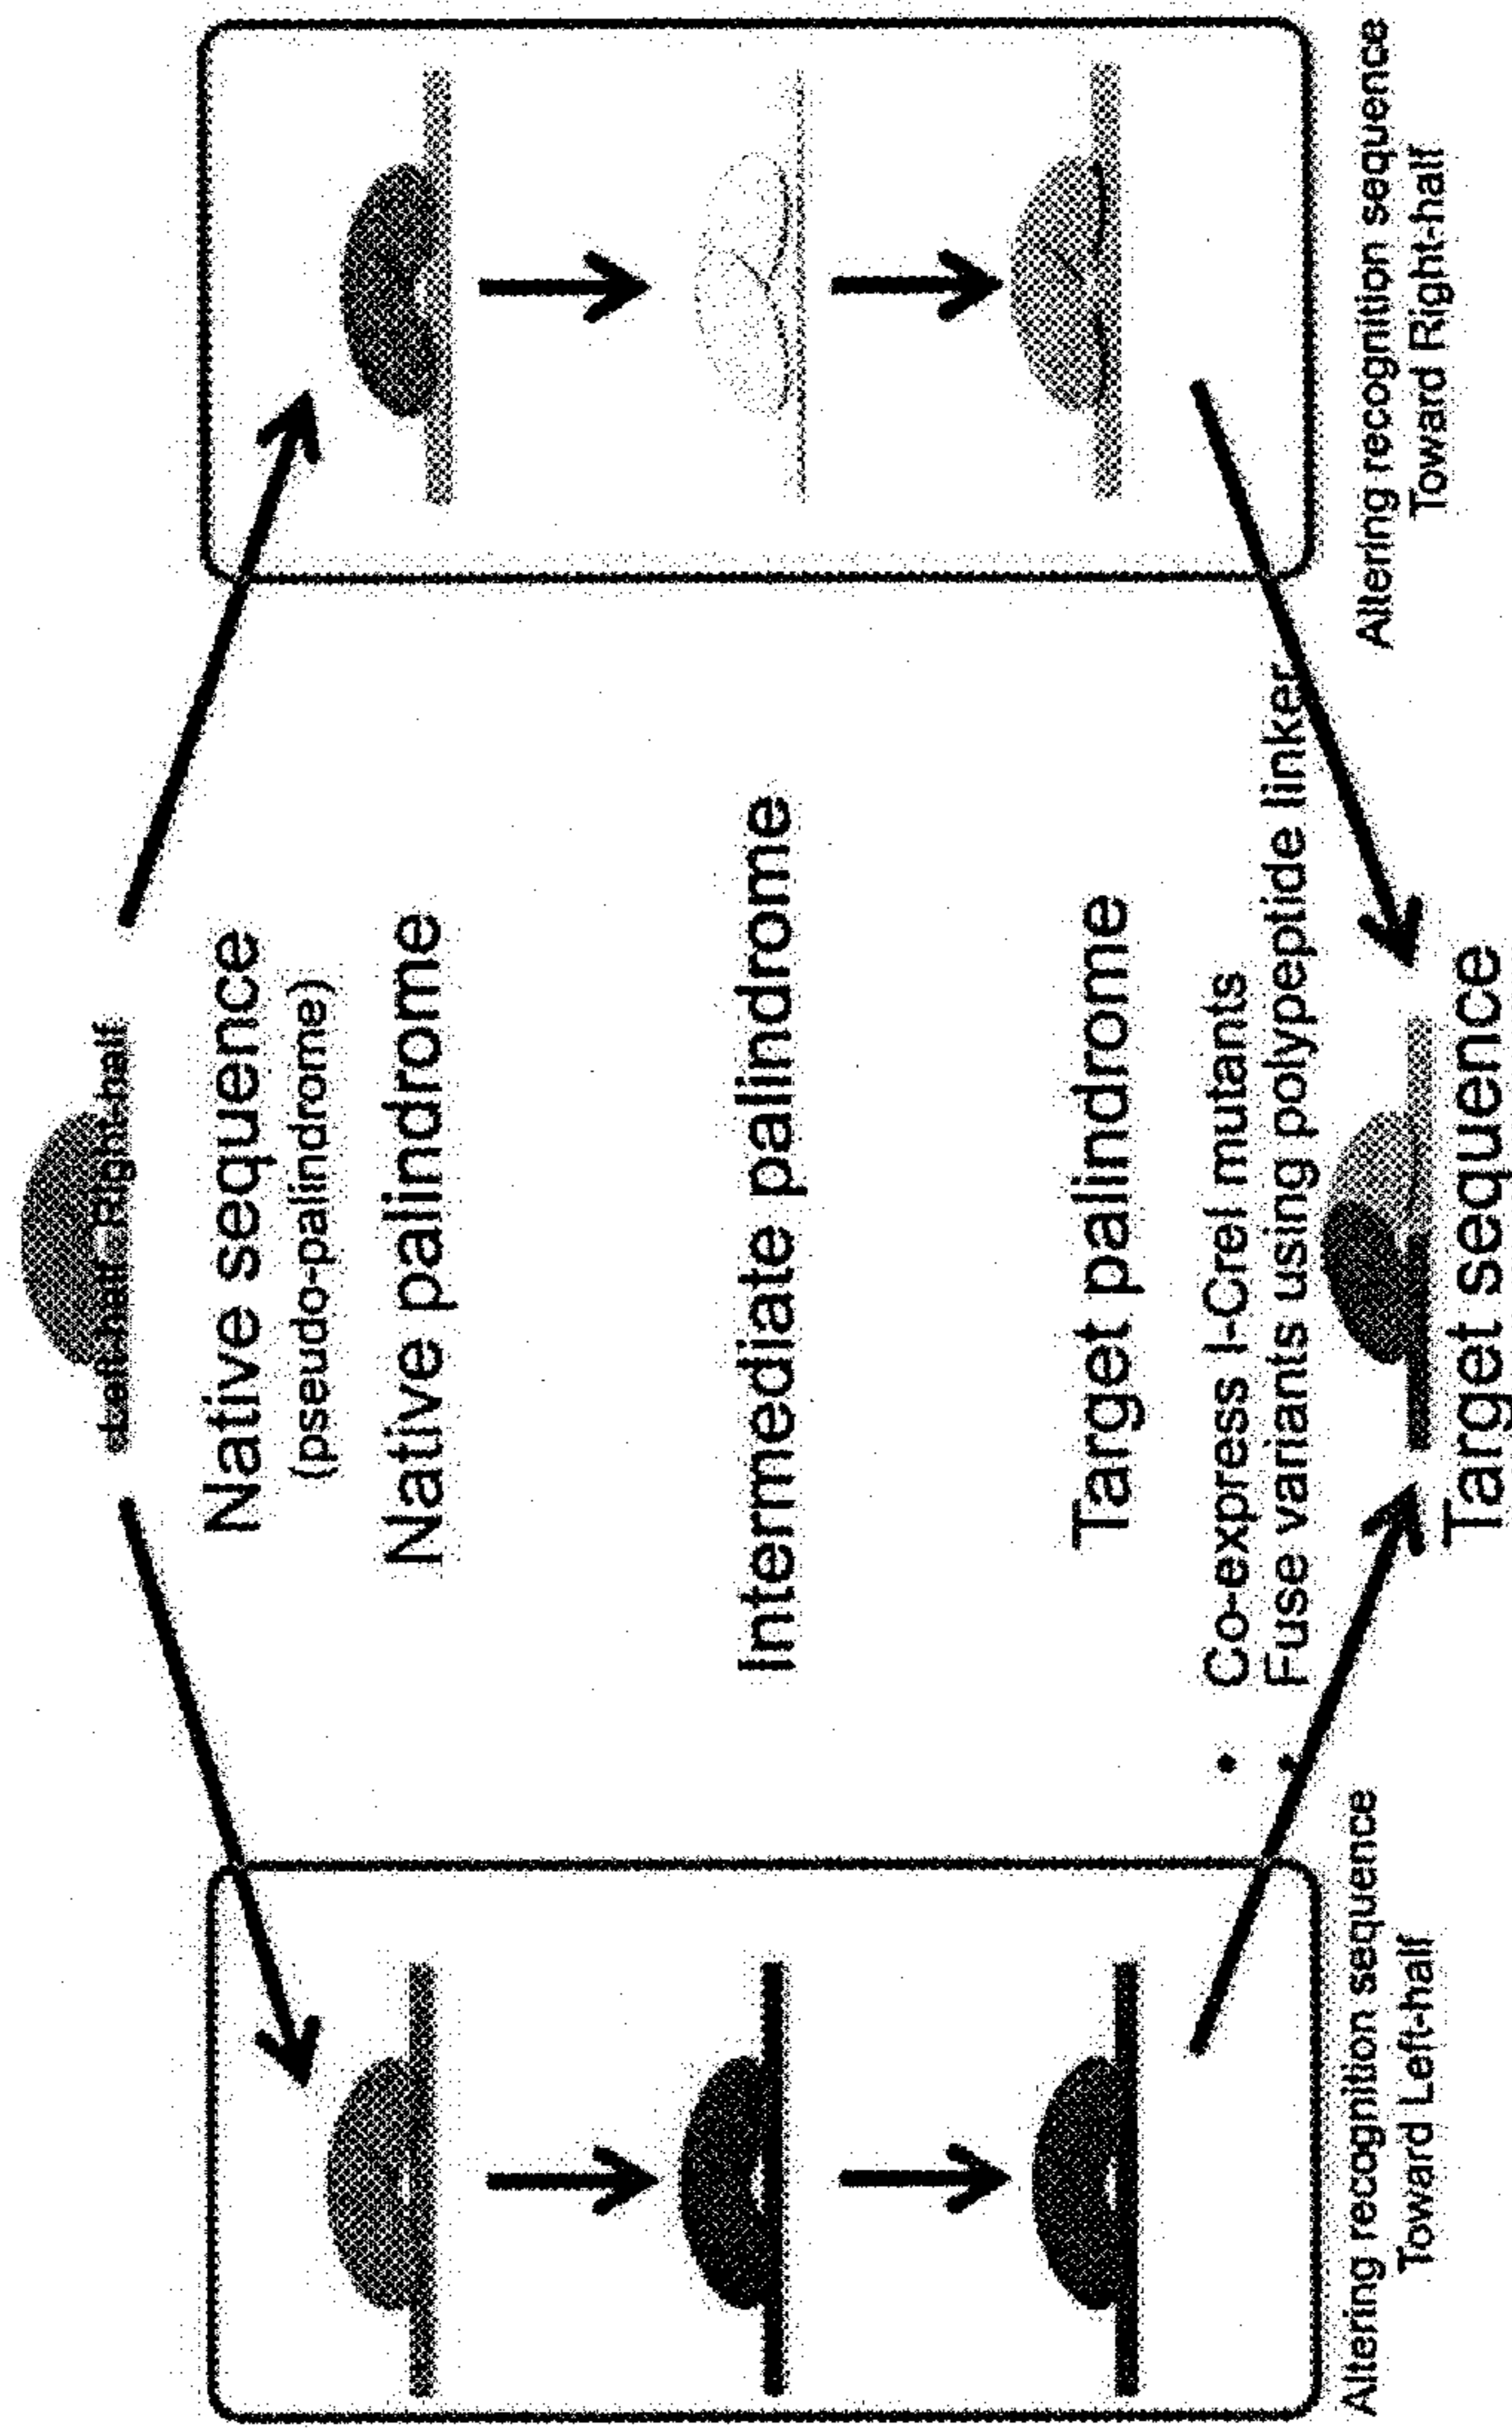 Left-half Right-half
Native sequence
(pseudo-palindrome)
Native palindrome
Intermediate palindrome
Target palindrome
• Co-express I-CreI mutants
• Fuse variants using polypeptide linker
Target sequence
Altering recognition sequence
Toward Left-half
Altering recognition sequence
Toward Right-half